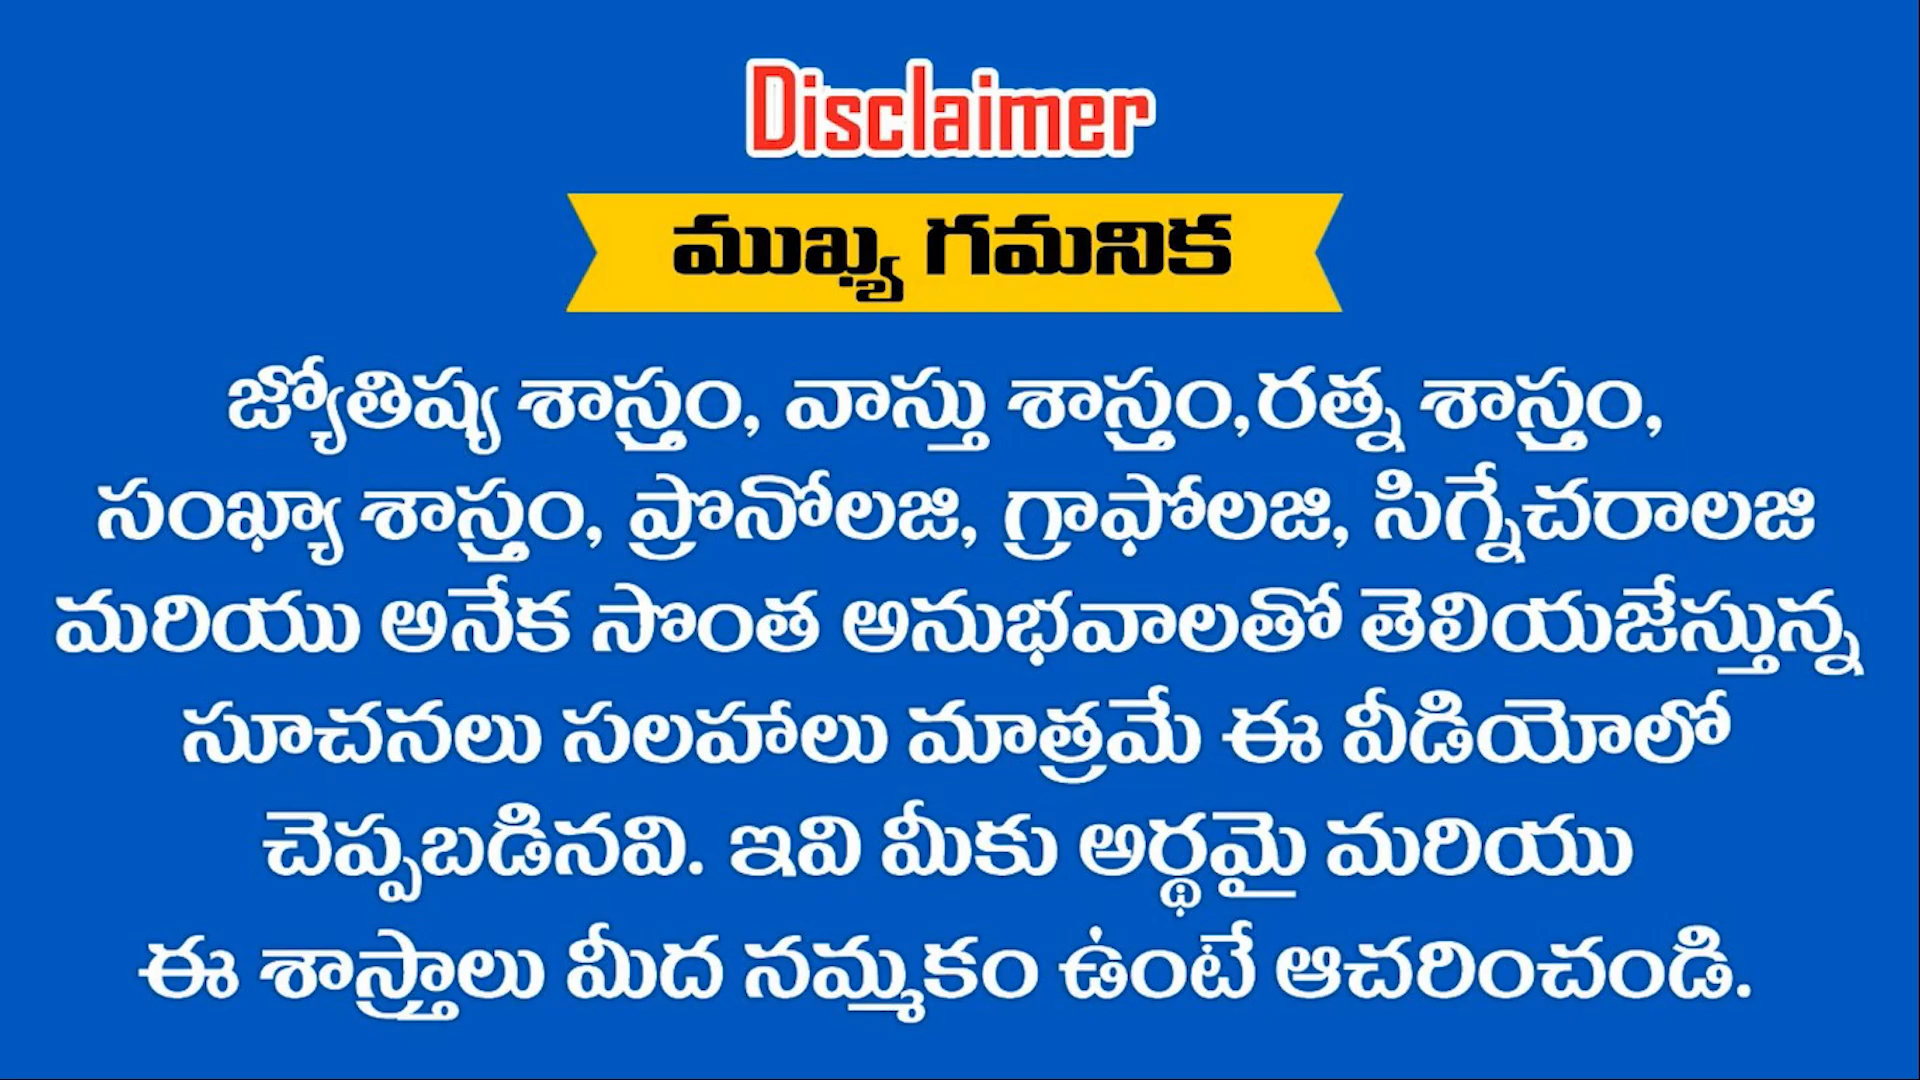 Disclaimer
ముఖ్య గమనిక
జ్యోతిష్య శాస్త్రం, వాస్తు శాస్త్రం,రత్న శాస్త్రం,
సంఖ్యా శాస్త్రం, ప్రొనోలజి, గ్రాఫోలజి, సిగ్నేచరాలజి
మరియు అనేక సొంత అనుభవాలతో తెలియజేస్తున్న
సూచనలు సలహాలు మాత్రమే ఈ వీడియోలో
చెప్పబడినవి. ఇవి మీకు అర్థమై మరియు
ఈ శాస్త్రాలు మీద నమ్మకం ఉంటే ఆచరించండి.